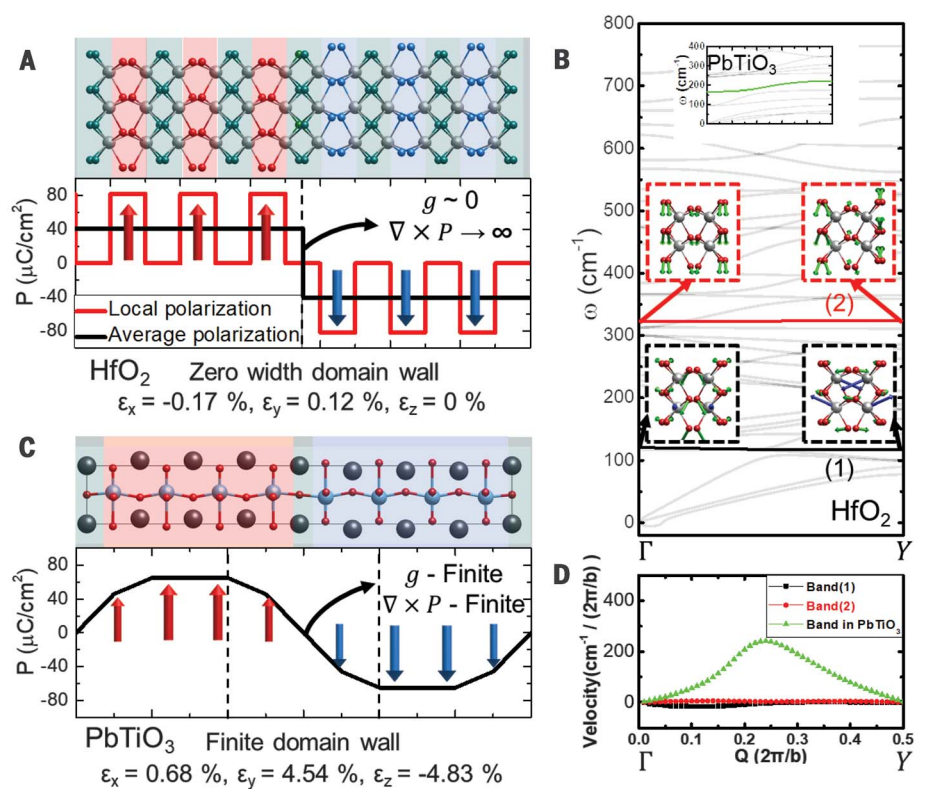 A
80
40
0
-40
-80
P (μC/cm²)
g ~ 0
∇ × P → ∞
Local polarization
Average polarization
HfO₂ Zero width domain wall
εₓ = -0.17 %, εᵧ = 0.12 %, ε_z = 0 %
B
800
700
600
500
400
300
200
100
0
ω (cm⁻¹)
400
300
200
100
0
ω (cm⁻¹)
PbTiO₃
(2)
(1)
HfO₂
Γ
Y
C
80
40
0
-40
-80
P (μC/cm²)
g - Finite
∇ × P - Finite
PbTiO₃ Finite domain wall
εₓ = 0.68 %, εᵧ = 4.54 %, ε_z = -4.83 %
D
400
200
0
Velocity(cm⁻¹ / (2π/b))
Band(1)
Band(2)
Band in PbTiO₃
0.0 0.1 0.2 0.3 0.4 0.5
Γ Q (2π/b) Y